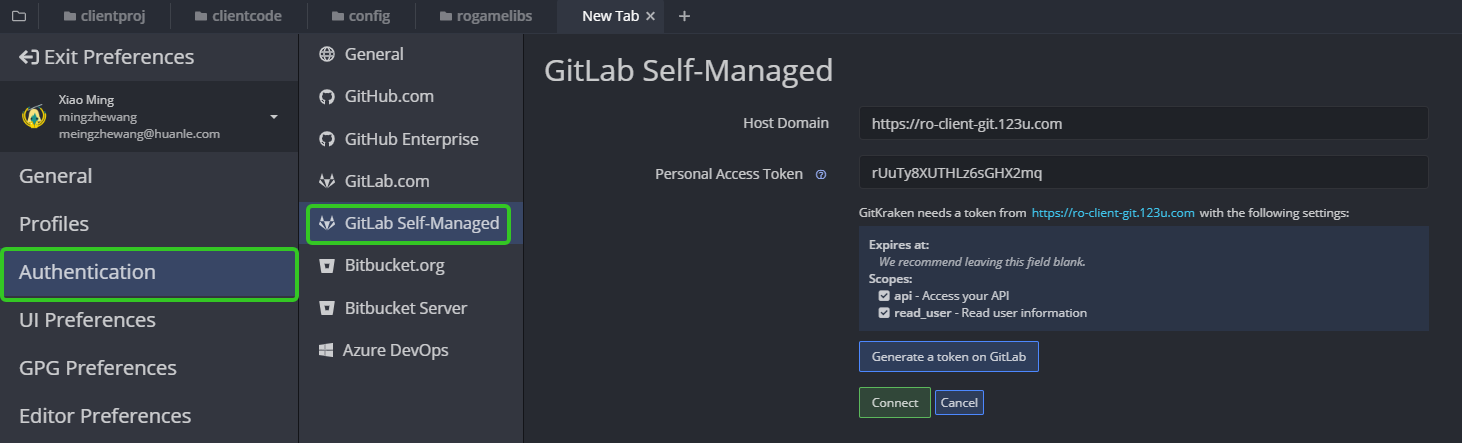 clientproj
clientcode
config
rogamelibs
New Tab
Exit Preferences
Xiao Ming
mingzhewang
meingzhewang@huanle.com
General
Profiles
Authentication
UI Preferences
GPG Preferences
Editor Preferences
General
GitHub.com
GitHub Enterprise
GitLab.com
GitLab Self-Managed
Bitbucket.org
Bitbucket Server
Azure DevOps
GitLab Self-Managed
Host Domain
https://ro-client-git.123u.com
Personal Access Token
rUuTy8XUTHLz6sGHX2mq
GitKraken needs a token from https://ro-client-git.123u.com with the following settings:
Expires at:
We recommend leaving this field blank.
Scopes:
api - Access your API
read_user - Read user information
Generate a token on GitLab
Connect Cancel